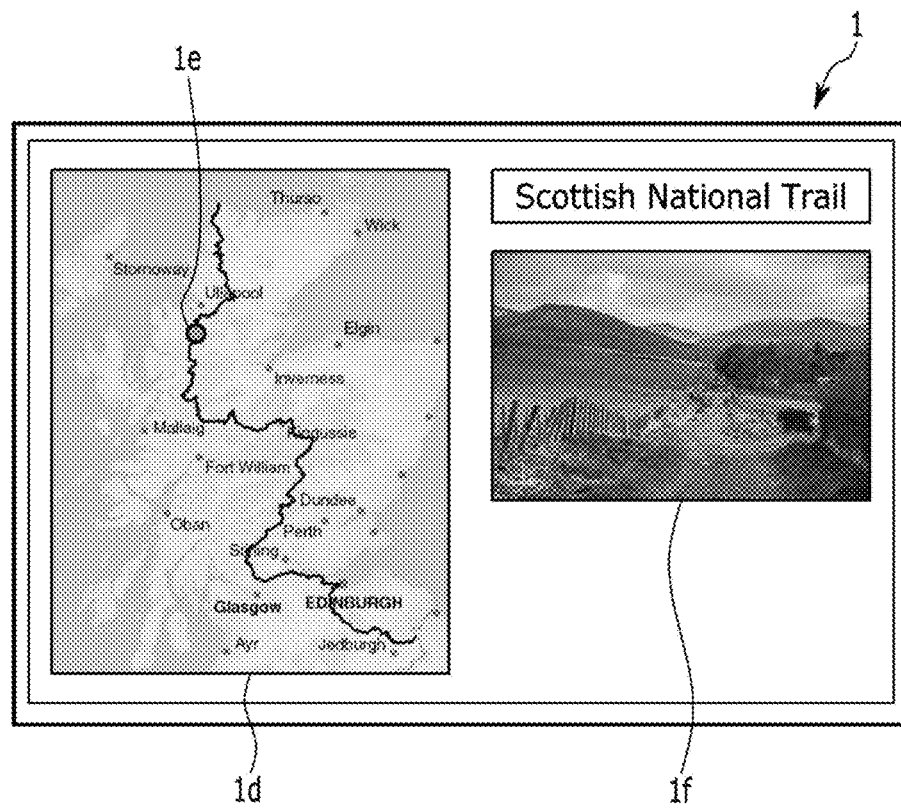 1
1e
Scottish National Trail
Thurso
Wick
Stornoway
Ullapool
Elgin
Inverness
Mallaig
Kingussie
Fort William
Dundee
Oban
Perth
Stirling
Glasgow
EDINBURGH
Ayr
Jedburgh
1d
1f